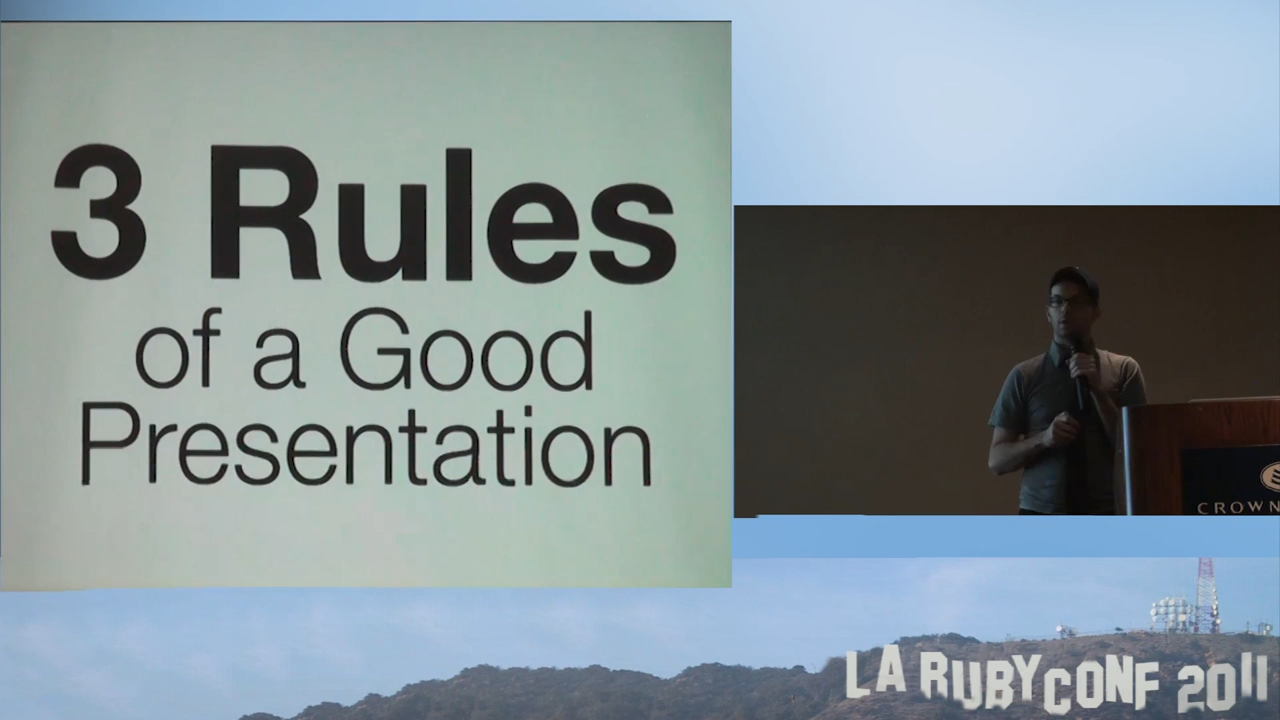 3 Rules
of a Good
Presentation
CROWN
LA RUBYCONF 2011